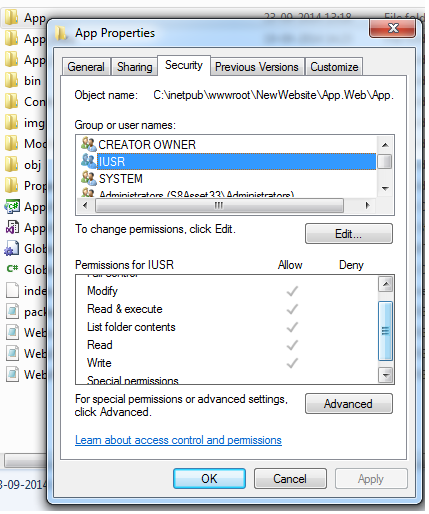 App 23-09-2014 13:18 File fold
App Properties
App
App
bin
Con
img
Mod
obj
Prop
App
App
Glob
Glob
inde
pack
Web
Web
Web
3-09-2014
General Sharing Security Previous Versions Customize
Object name: C:\inetpub\wwwroot\NewWebsite\App.Web\App.
Group or user names:
CREATOR OWNER
IUSR
SYSTEM
Administrators (S8Asset33\Administrators)
To change permissions, click Edit.
Edit...
Permissions for IUSR Allow Deny
Full control
Modify
Read & execute
List folder contents
Read
Write
Special permissions
For special permissions or advanced settings,
click Advanced.
Advanced
Learn about access control and permissions
OK Cancel Apply